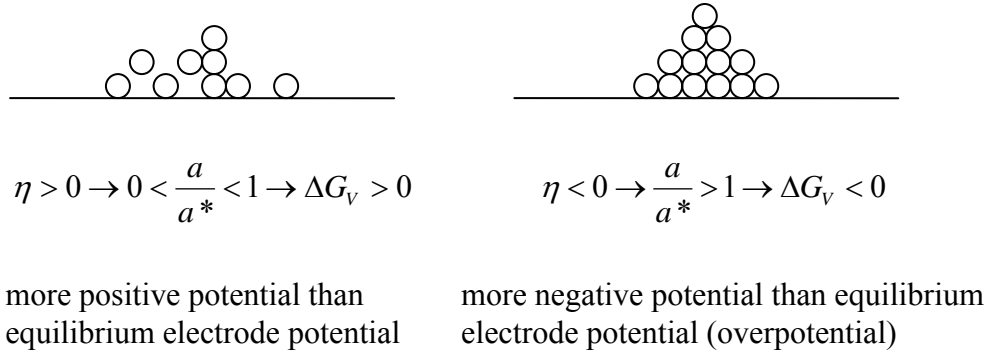 η > 0 → 0 < a/a* < 1 → ΔG_V > 0
η < 0 → a/a* > 1 → ΔG_V < 0
more positive potential than
equilibrium electrode potential
more negative potential than equilibrium
electrode potential (overpotential)